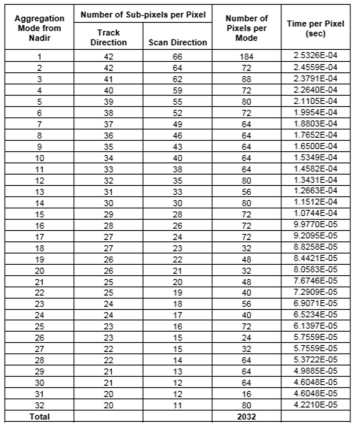 Aggregation Mode from Nadir | Number of Sub-pixels per Pixel | Number of Pixels per Mode | Time per Pixel (sec)
Track Direction | Scan Direction
1 42 66 184 2.5326E-04
2 42 64 72 2.4559E-04
3 41 62 88 2.3791E-04
4 40 59 72 2.2640E-04
5 39 55 80 2.1105E-04
6 38 52 72 1.9954E-04
7 37 49 64 1.8803E-04
8 36 46 64 1.7652E-04
9 35 43 64 1.6500E-04
10 34 40 64 1.5349E-04
11 33 38 64 1.4582E-04
12 32 35 80 1.3431E-04
13 31 33 56 1.2663E-04
14 30 30 80 1.1512E-04
15 29 28 72 1.0744E-04
16 28 26 72 9.9770E-05
17 27 24 72 9.2095E-05
18 27 23 32 8.8258E-05
19 26 22 48 8.4421E-05
20 26 21 32 8.0583E-05
21 25 20 48 7.6746E-05
22 25 19 40 7.2909E-05
23 24 18 56 6.9071E-05
24 24 17 40 6.5234E-05
25 23 16 72 6.1397E-05
26 23 15 24 5.7559E-05
27 22 15 32 5.7559E-05
28 22 14 64 5.3722E-05
29 21 13 64 4.9885E-05
30 21 12 64 4.6048E-05
31 20 12 16 4.6048E-05
32 20 11 80 4.2210E-05
Total 2032